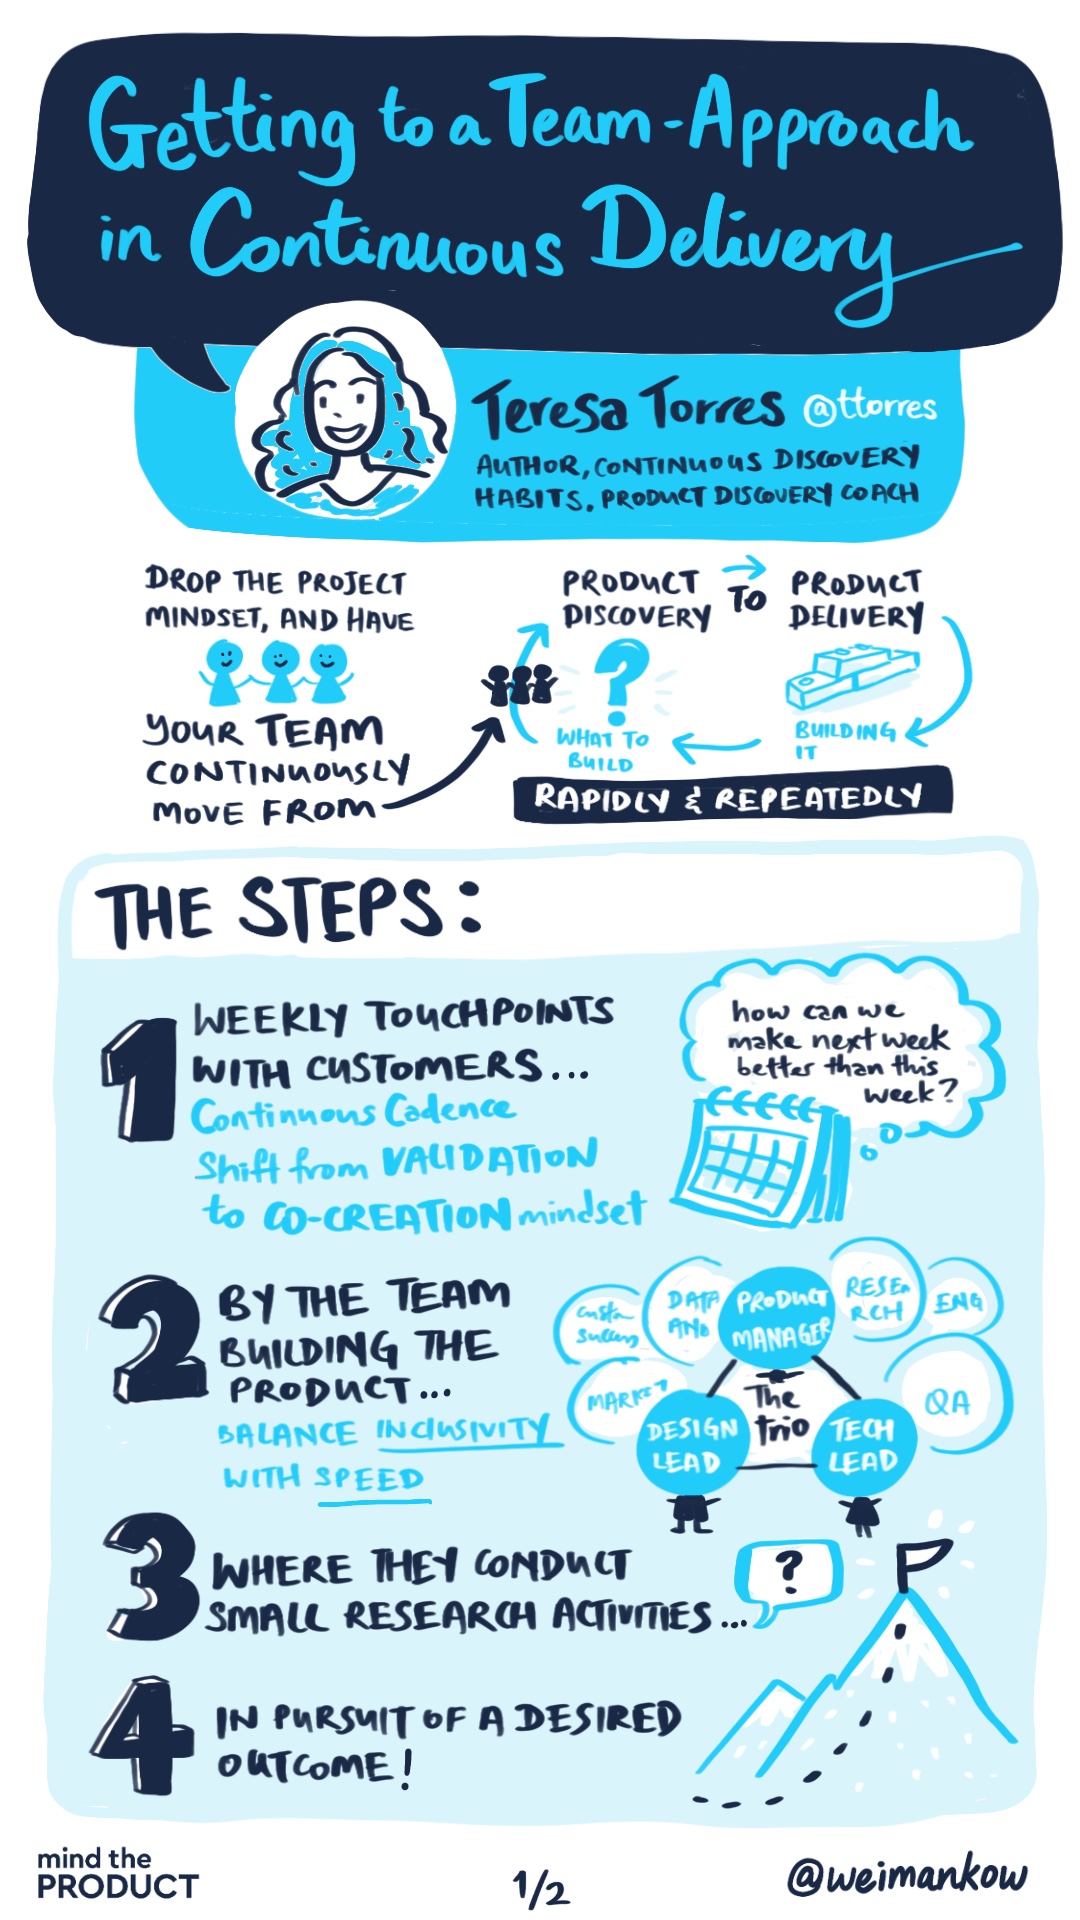 Getting to a Team-Approach
in Continuous Delivery
Teresa Torres @ttorres
AUTHOR, CONTINUOUS DISCOVERY
HABITS, PRODUCT DISCOVERY COACH
DROP THE PROJECT
MINDSET, AND HAVE
YOUR TEAM
CONTINUOUSLY
MOVE FROM
PRODUCT
DISCOVERY
TO
PRODUCT
DELIVERY
?
WHAT TO
BUILD
BUILDING
IT
RAPIDLY & REPEATEDLY
THE STEPS:
1
WEEKLY TOUCHPOINTS
WITH CUSTOMERS...
Continuous Cadence
Shift from VALIDATION
to CO-CREATION mindset
how can we
make next week
better than this
week?
2
BY THE TEAM
BUILDING THE
PRODUCT...
BALANCE INCLUSIVITY
WITH SPEED
DATA
PRODUCT
MANAGER
RESEA
RCH
ENG
MARKET
DESIGN
LEAD
The
trio
TECH
LEAD
QA
3
WHERE THEY CONDUCT
SMALL RESEARCH ACTIVITIES...
?
4
IN PURSUIT OF A DESIRED
OUTCOME!
mind the
PRODUCT
1/2
@weimankow